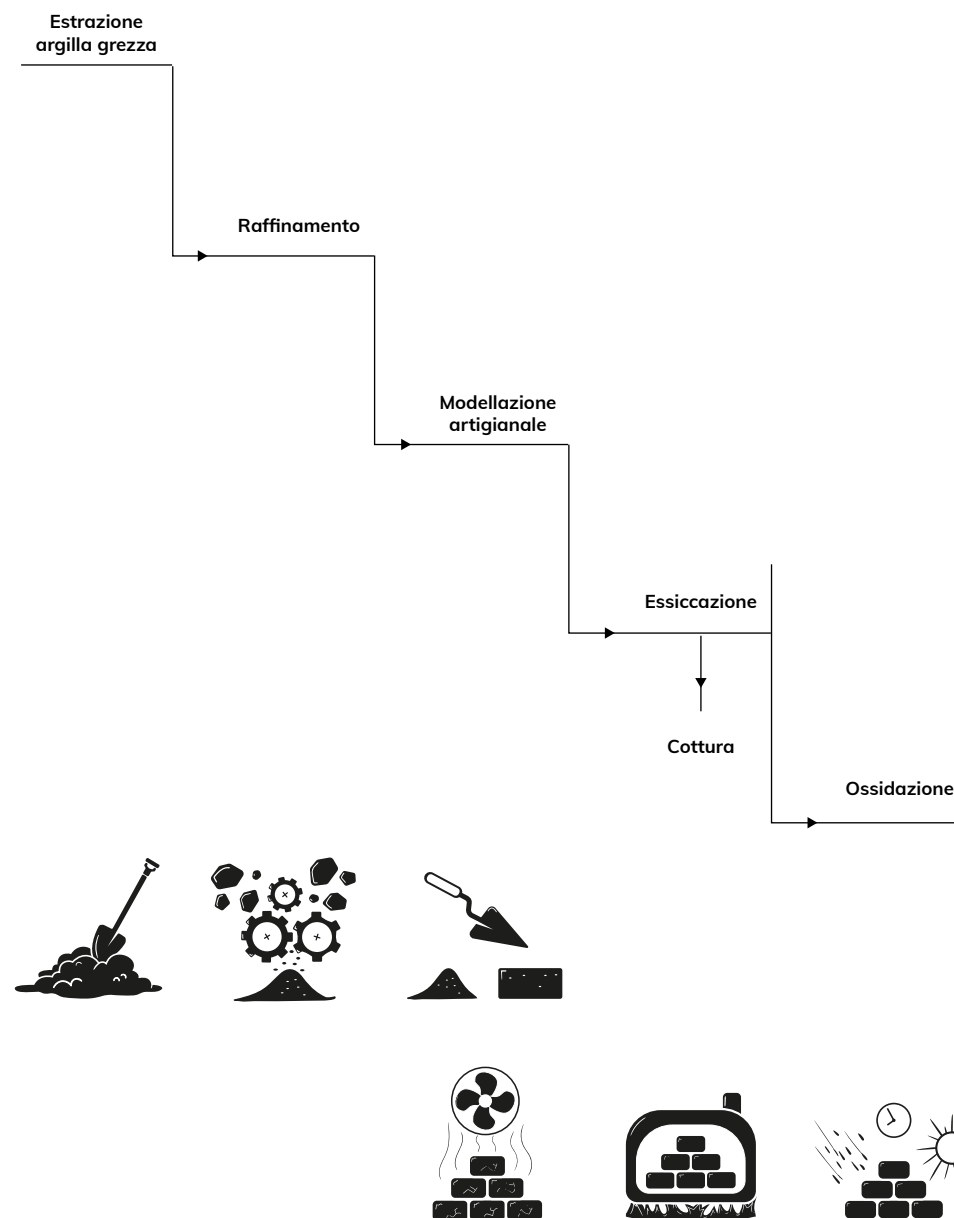 Estrazione
argilla grezza
Raffinamento
Modellazione
artigianale
Essiccazione
Cottura
Ossidazione